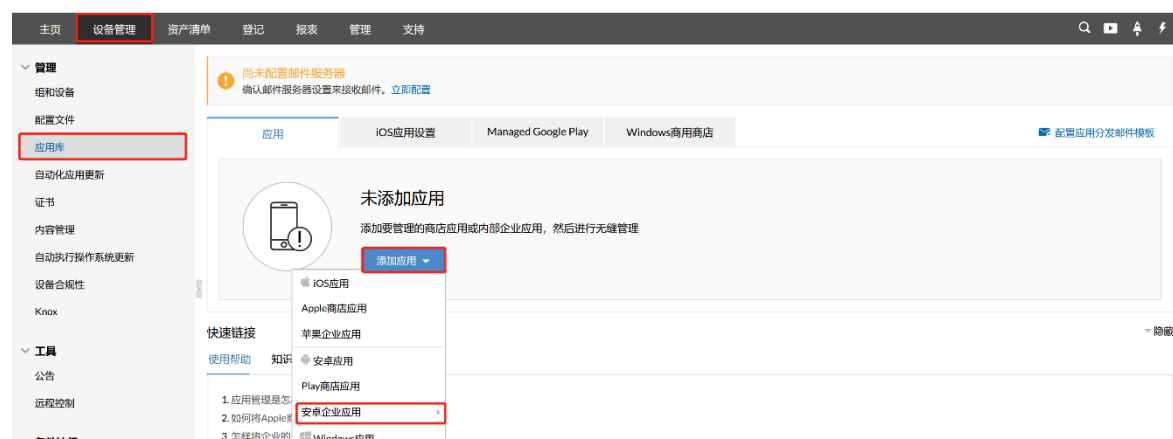 主页 设备管理 资产清单 登记 报表 管理 支持
管理
组和设备
配置文件
应用库
自动化应用更新
证书
内容管理
自动执行操作系统更新
设备合规性
Knox
工具
公告
远程控制
尚未配置邮件服务器
确认邮件服务器设置来接收邮件。立即配置
应用 iOS应用设置 Managed Google Play Windows商用商店 配置应用分发邮件模板
未添加应用
添加要管理的商店应用或内部企业应用，然后进行无缝管理
添加应用
iOS应用
Apple商店应用
苹果企业应用
安卓应用
Play商店应用
安卓企业应用
Windows应用
快速链接 隐藏
使用帮助 知识
1. 应用管理是怎
2. 如何将Apple商
3. 怎样将企业的